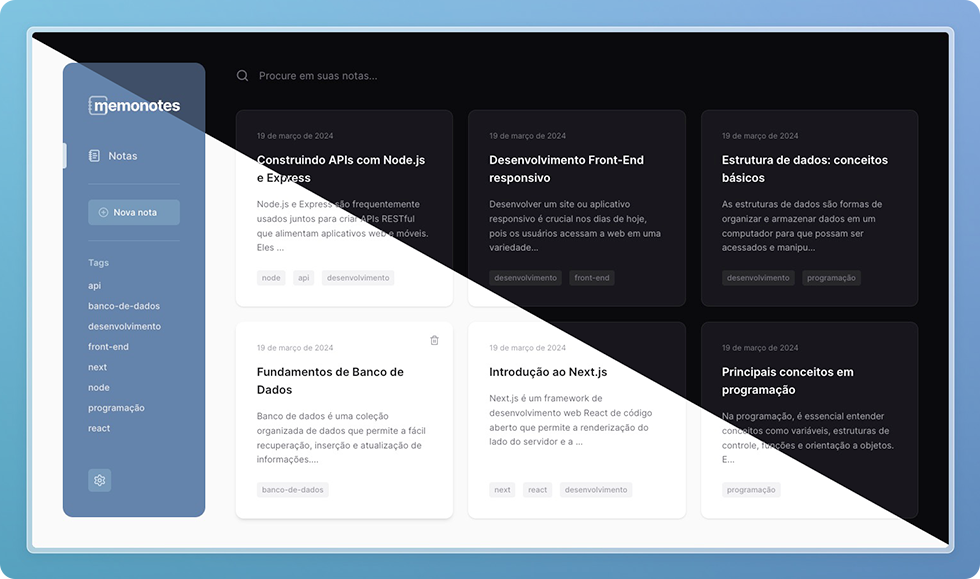 memonotes
Notas
Nova nota
Tags
api
banco-de-dados
desenvolvimento
front-end
next
node
programação
react
Procure em suas notas...
19 de março de 2024
Construindo APIs com Node.js
e Express
Node.js e Express são frequentemente
usados juntos para criar APIs RESTful
que alimentam aplicativos web e móveis.
Eles ...
node api desenvolvimento
19 de março de 2024
Desenvolvimento Front-End
responsivo
Desenvolver um site ou aplicativo
responsivo é crucial nos dias de hoje,
pois os usuários acessam a web em uma
variedade...
desenvolvimento front-end
19 de março de 2024
Estrutura de dados: conceitos
básicos
As estruturas de dados são formas de
organizar e armazenar dados em um
computador para que possam ser
acessados e manipu...
desenvolvimento programação
19 de março de 2024
Fundamentos de Banco de
Dados
Banco de dados é uma coleção
organizada de dados que permite a fácil
recuperação, inserção e atualização de
informações....
banco-de-dados
19 de março de 2024
Introdução ao Next.js
Next.js é um framework de
desenvolvimento web React de código
aberto que permite a renderização do
lado do servidor e a ...
next react desenvolvimento
19 de março de 2024
Principais conceitos em
programação
Na programação, é essencial entender
conceitos como variáveis, estruturas de
controle, funções e orientação a objetos.
E...
programação